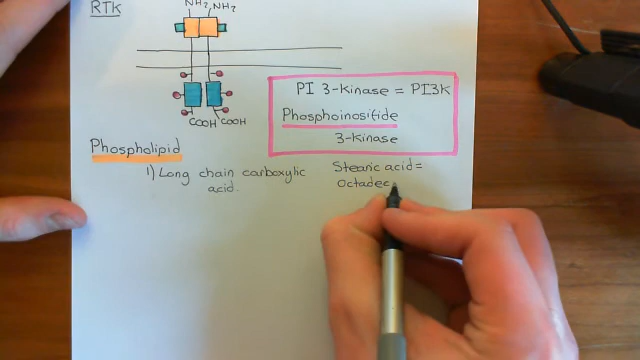 RTK
NH₂ NH₂
COOH COOH
PI 3-kinase = PI3K
Phosphoinositide
3-kinase
Phospholipid
1) Long chain carboxylic
acid.
Stearic acid =
Octadec